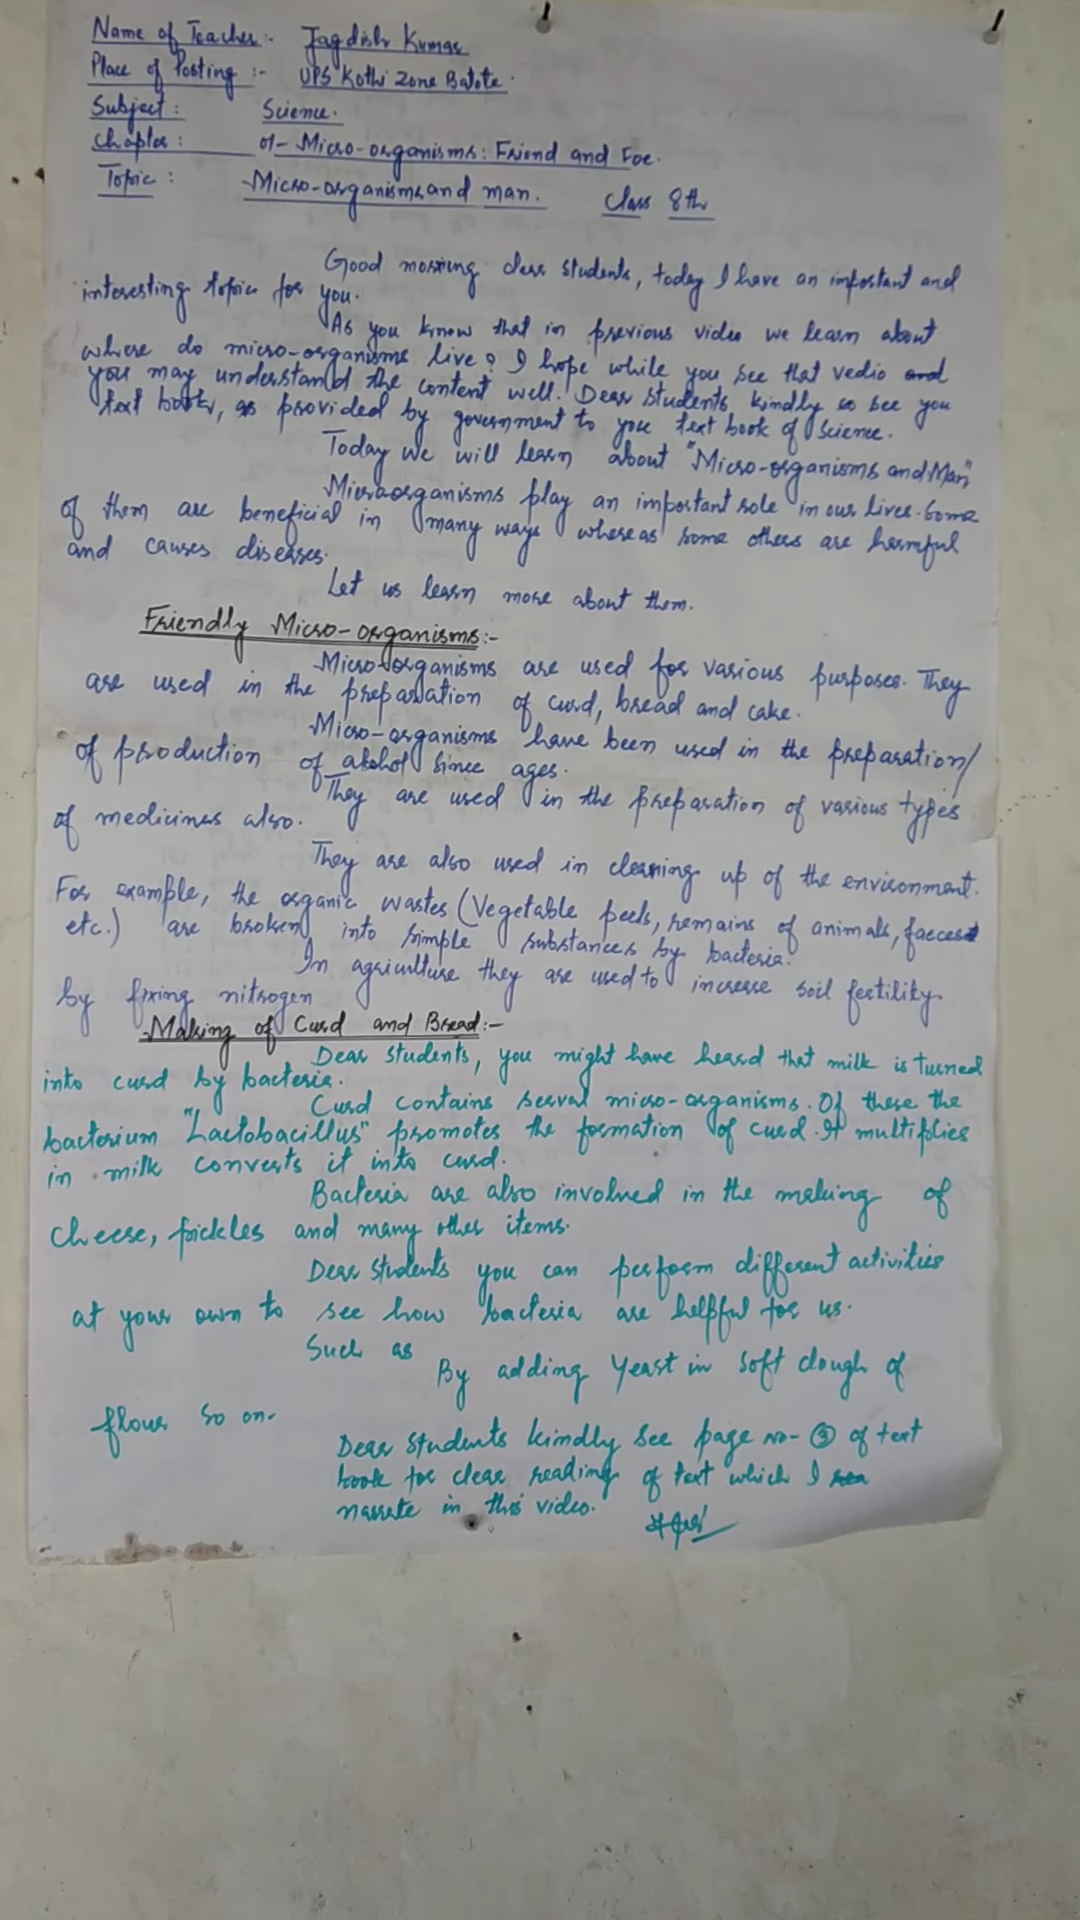 Name of Teacher:- Jagdish Kumar
Place of Posting :- UPS Kothi Zone Batote.
Subject : Science.
Chapter : 01- Micro-organisms: Friend and Foe.
Topic : Micro-organisms and man. Class 8th
Good morning dear students, today I have an important and
interesting topic for you.
As you know that in previous video we learn about
where do micro-organisms live? I hope while you see that vedio and
you may understand the content well. Dear students kindly so see you
text book, as provided by government to you text book of Science.
Today we will learn about "Micro-organisms and Man"
Microorganisms play an important role in our lives. Some
of them are beneficial in many ways whereas some others are harmful
and causes diseases.
Let us learn more about them.
Friendly Micro-organisms:-
Micro-organisms are used for various purposes. They
are used in the preparation of curd, bread and cake.
Micro-organisms have been used in the preparation/
of production of akohol since ages.
They are used in the preparation of various types
of medicines also.
They are also used in cleaning up of the environment.
For example, the organic wastes (Vegetable peels, remains of animals, faeces
etc.) are broken into simple substances by bacteria.
In agriculture they are used to increase soil fertility
by fixing nitrogen
Making of Curd and Bread:-
Dear students, you might have heard that milk is turned
into curd by bacteria.
Curd contains serval micro-organisms. Of these the
bacterium "Lactobacillus" promotes the formation of curd. It multiplies
in milk converts it into curd.
Bacteria are also involved in the making of
cheese, pickles and many other items.
Dear Students you can perform different activities
at your own to see how bacteria are helpful for us.
Such as
By adding Yeast in soft dough of
flour so on.
Dear Students kindly see page no- 3 of text
book for clear reading of text which I
narrate in this video.